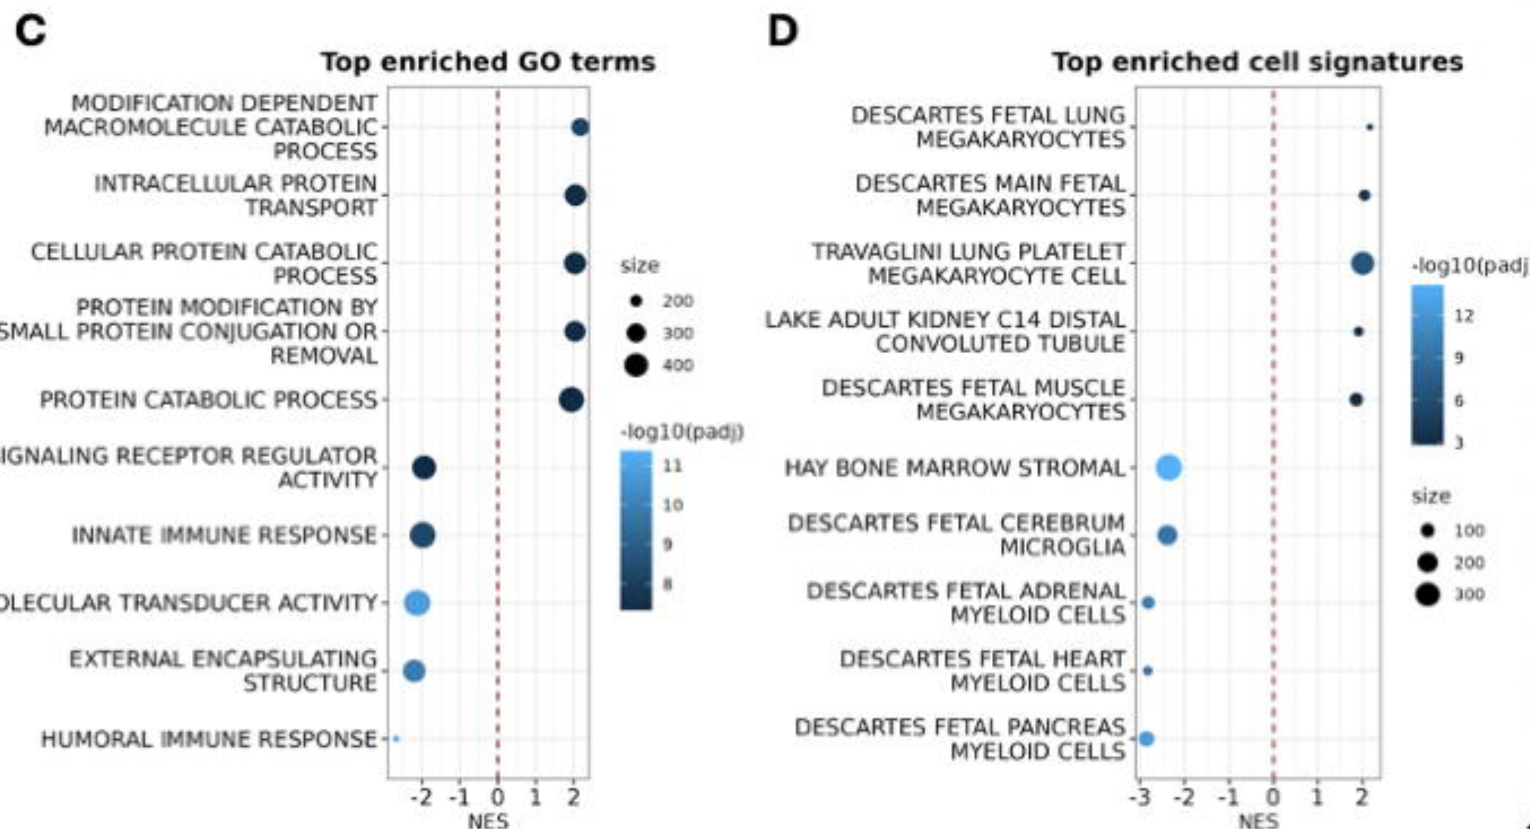 C
Top enriched GO terms
MODIFICATION DEPENDENT
MACROMOLECULE CATABOLIC
PROCESS
INTRACELLULAR PROTEIN
TRANSPORT
CELLULAR PROTEIN CATABOLIC
PROCESS
PROTEIN MODIFICATION BY
SMALL PROTEIN CONJUGATION OR
REMOVAL
PROTEIN CATABOLIC PROCESS
IGNALING RECEPTOR REGULATOR
ACTIVITY
INNATE IMMUNE RESPONSE
OLECULAR TRANSDUCER ACTIVITY
EXTERNAL ENCAPSULATING
STRUCTURE
HUMORAL IMMUNE RESPONSE
-2 -1 0 1 2
NES
size
200
300
400
-log10(padj)
11
10
9
8
D
Top enriched cell signatures
DESCARTES FETAL LUNG
MEGAKARYOCYTES
DESCARTES MAIN FETAL
MEGAKARYOCYTES
TRAVAGLINI LUNG PLATELET
MEGAKARYOCYTE CELL
LAKE ADULT KIDNEY C14 DISTAL
CONVOLUTED TUBULE
DESCARTES FETAL MUSCLE
MEGAKARYOCYTES
HAY BONE MARROW STROMAL
DESCARTES FETAL CEREBRUM
MICROGLIA
DESCARTES FETAL ADRENAL
MYELOID CELLS
DESCARTES FETAL HEART
MYELOID CELLS
DESCARTES FETAL PANCREAS
MYELOID CELLS
-3 -2 -1 0 1 2
NES
-log10(padj
12
9
6
3
size
100
200
300